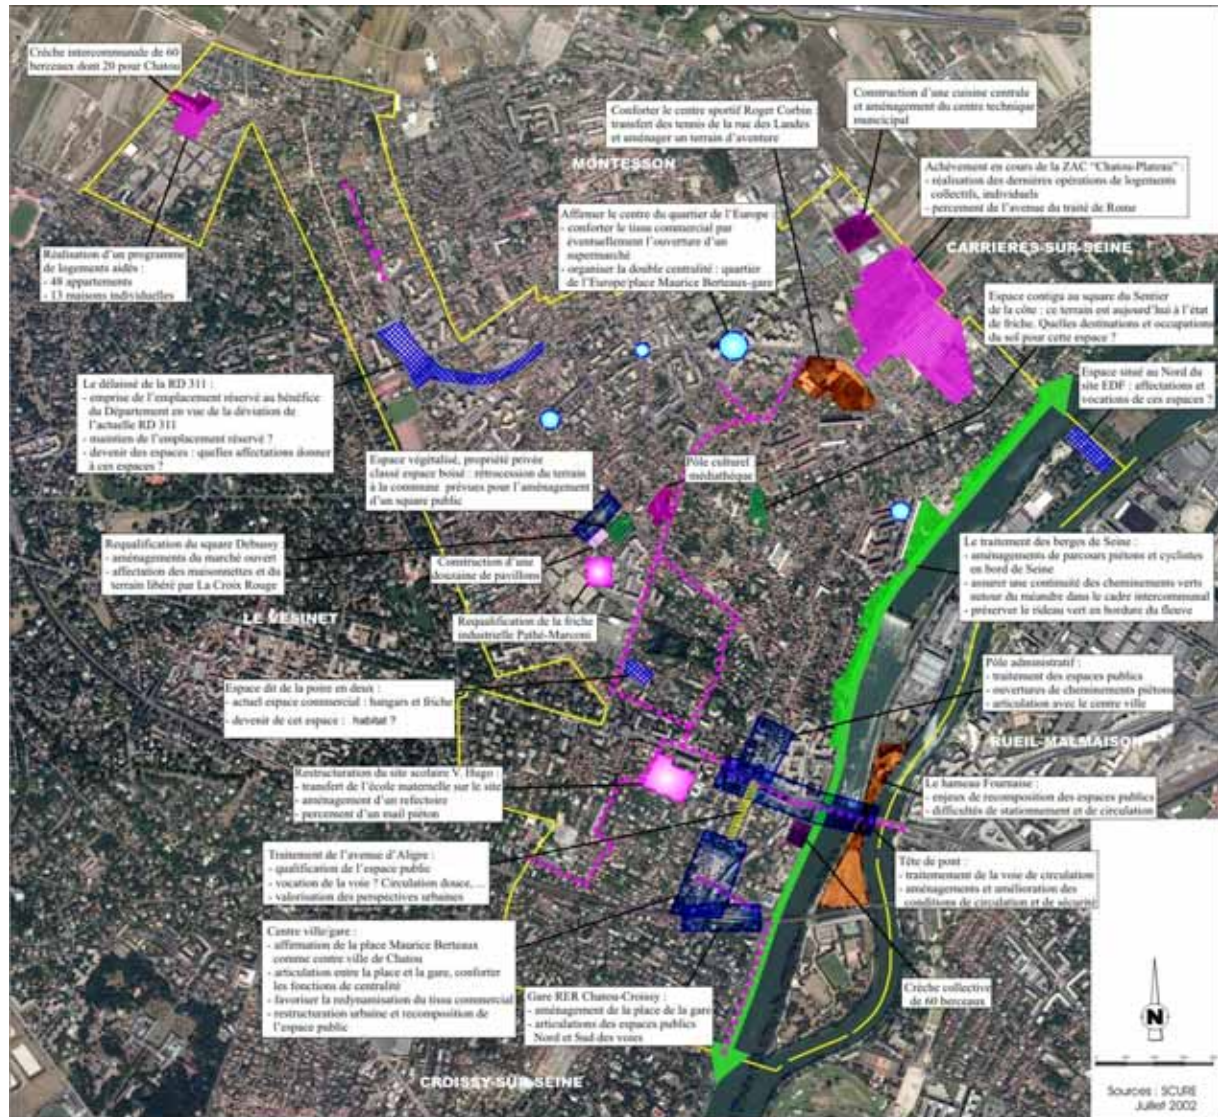 Crèche intercommunale de 60
berceaux dont 20 pour Chatou
Conforter le centre sportif Roger Corbin :
transfert des tennis de la rue des Landes
et aménager un terrain d'aventure
Construction d'une cuisine centrale
et aménagement du centre technique
municipal
MONTESSON
Achèvement en cours de la ZAC "Chatou-Plateau" :
- réalisation des dernières opérations de logements
collectifs, individuels
- percement de l'avenue du traité de Rome
Affirmer le centre du quartier de l'Europe :
- conforter le tissu commercial par
éventuellement l'ouverture d'un
supermarché
- organiser la double centralité : quartier
de l'Europe/place Maurice Berteaux-gare
CARRIERES-SUR-SEINE
Réalisation d'un programme
de logements aidés :
- 48 appartements
- 13 maisons individuelles
Espace contigu au square du Sentier
de la côte : ce terrain est aujourd'hui à l'état
de friche. Quelles destinations et occupations
du sol pour cette espace ?
Espace situé au Nord du
site EDF : affectations et
vocations de ces espaces ?
Le délaissé de la RD 311 :
- emprise de l'emplacement réservé au bénéfice
du Département en vue de la déviation de
l'actuelle RD 311
- maintien de l'emplacement réservé ?
- devenir des espaces : quelles affectations donner
à ces espaces ?
Espace végétalisé, propriété privée
classé espace boisé : rétrocession du terrain
à la commune prévues pour l'aménagement
d'un square public
Pôle culturel
médiathèque
Requalification du square Debussy
- aménagements du marché ouvert
- affectation des maisonnettes et du
terrain libéré par La Croix Rouge
Construction d'une
douzaine de pavillons
Le traitement des berges de Seine :
- aménagements de parcours piétons et cyclistes
en bord de Seine
- assurer une continuité des cheminements verts
autour du méandre dans le cadre intercommunal
- préserver le rideau vert en bordure du fleuve
LE VESINET
Requalification de la friche
industrielle Pathé-Marconi
Espace dit de la poire en deux :
- actuel espace commercial : hangars et friche
- devenir de cet espace : habitat ?
Pôle administratif :
- traitement des espaces publics
- ouvertures de cheminements piétons
- articulation avec le centre ville
RUEIL-MALMAISON
Restructuration du site scolaire V. Hugo :
- transfert de l'école maternelle sur le site
- aménagement d'un refectoire
- percement d'un mail piéton
Le hameau Fournaise :
- enjeux de recomposition des espaces publics
- difficultés de stationnement et de circulation
Traitement de l'avenue d'Aligre :
- qualification de l'espace public
- vocation de la voie ? Circulation douce, ...
- valorisation des perspectives urbaines
Tête de pont :
- traitemement de la voie de circulation
- aménagements et amélioration des
conditions de circulation et de sécurité
Centre ville/gare :
- affirmation de la place Maurice Berteaux
comme centre ville de Chatou
- articulation entre la place et la gare, conforter
les fonctions de centralité
- favoriser la redynamisation du tissu commercial
- restructuration urbaine et recomposition de
l'espace public
Gare RER Chatou-Croissy :
- aménagement de la place de la gare
- articulations des espaces publics
Nord et Sud des voies
Crèche collective
de 60 berceaux
CROISSY-SUR-SEINE
N
Sources : SCURE
Juillet 2002